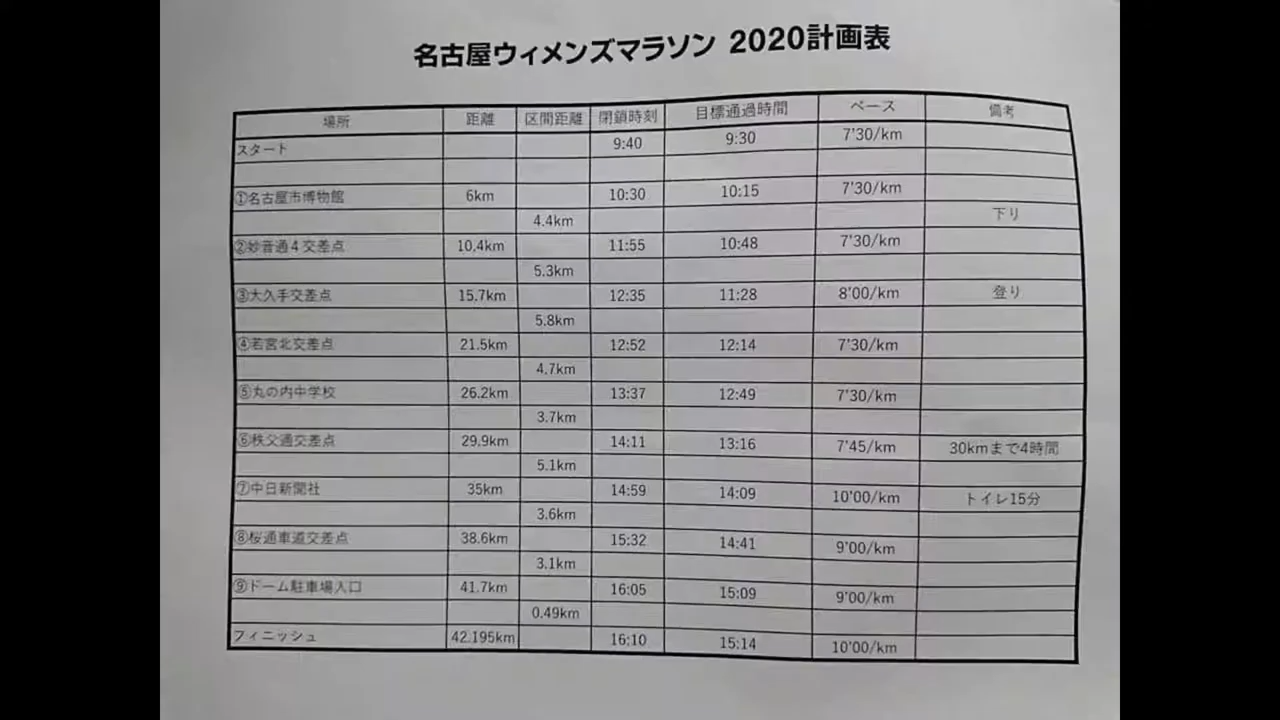 名古屋ウィメンズマラソン 2020計画表
場所 距離 区間距離 閉鎖時刻 目標通過時間 ペース 備考
スタート 9:40 9:30 7'30/km
①名古屋市博物館 6km 10:30 10:15 7'30/km
4.4km 下り
②妙音通4交差点 10.4km 11:55 10:48 7'30/km
5.3km
③大久手交差点 15.7km 12:35 11:28 8'00/km 登り
5.8km
④若宮北交差点 21.5km 12:52 12:14 7'30/km
4.7km
⑤丸の内中学校 26.2km 13:37 12:49 7'30/km
3.7km
⑥秩父通交差点 29.9km 14:11 13:16 7'45/km 30kmまで4時間
5.1km
⑦中日新聞社 35km 14:59 14:09 10'00/km トイレ15分
3.6km
⑧桜通車道交差点 38.6km 15:32 14:41 9'00/km
3.1km
⑨ドーム駐車場入口 41.7km 16:05 15:09 9'00/km
0.49km
フィニッシュ 42.195km 16:10 15:14 10'00/km